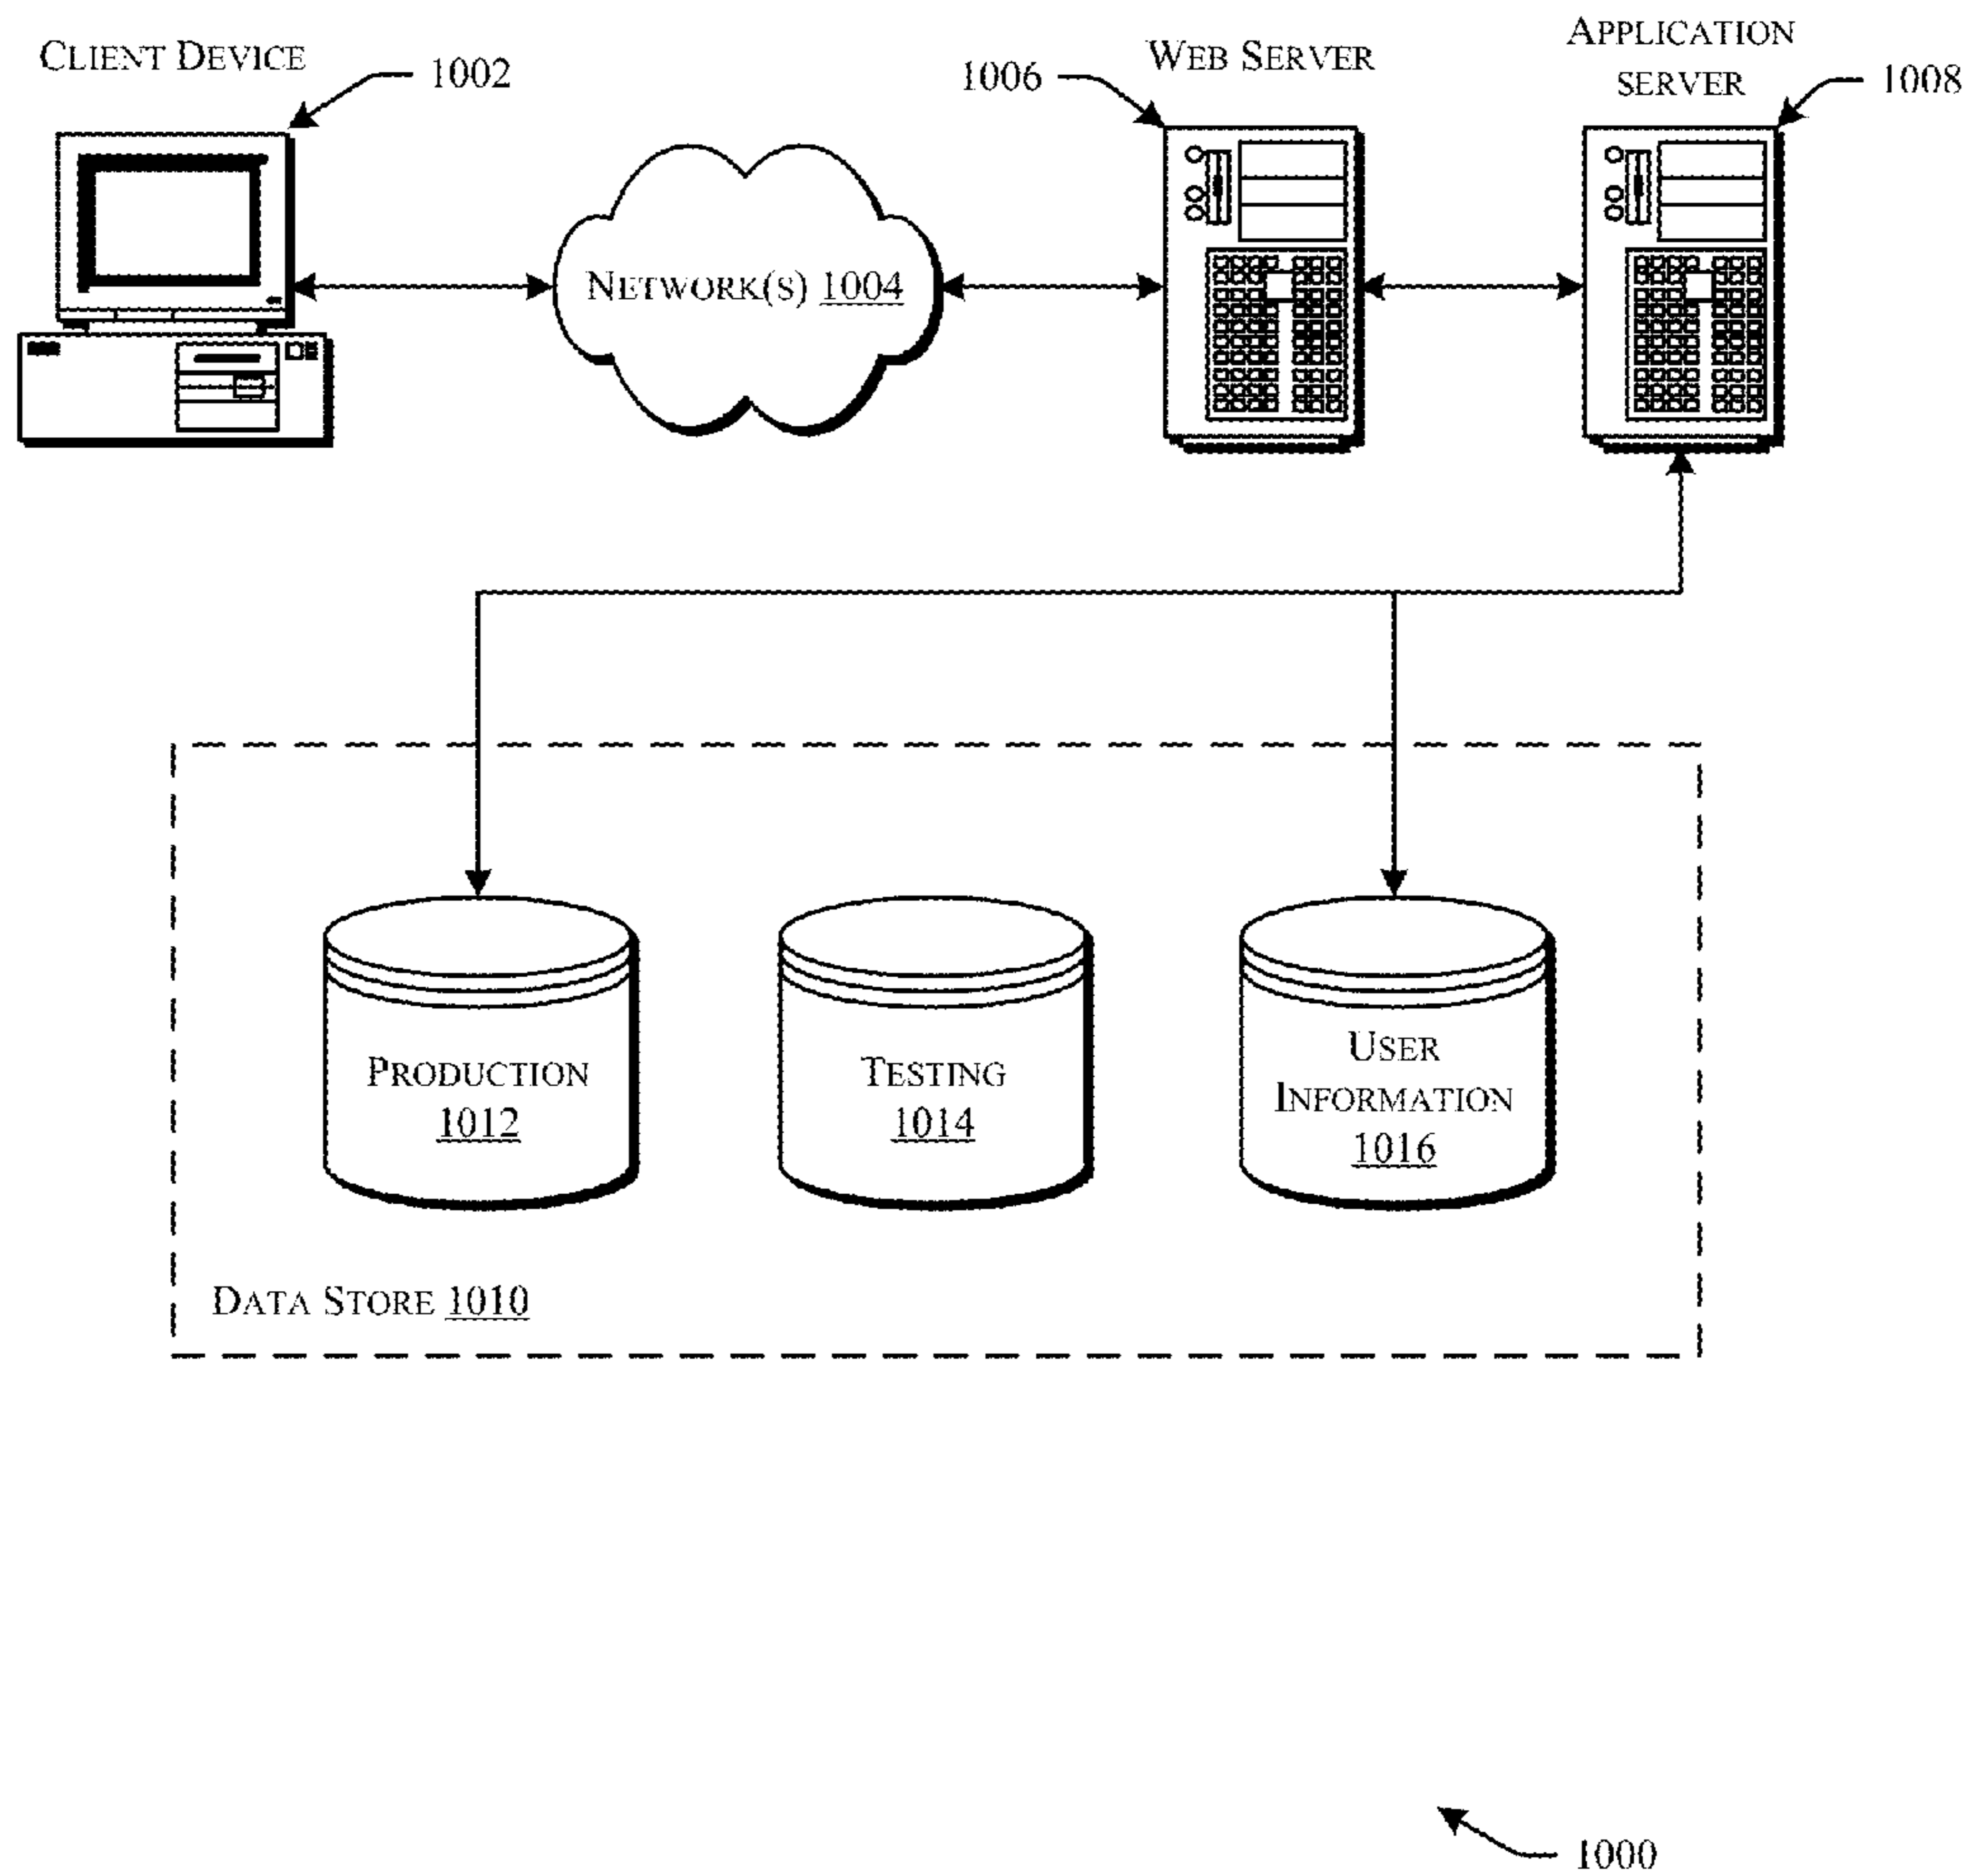 CLIENT DEVICE
1002
1006
WEB SERVER
APPLICATION
SERVER
1008
NETWORK(S) 1004
PRODUCTION
1012
TESTING
1014
USER
INFORMATION
1016
DATA STORE 1010
1000